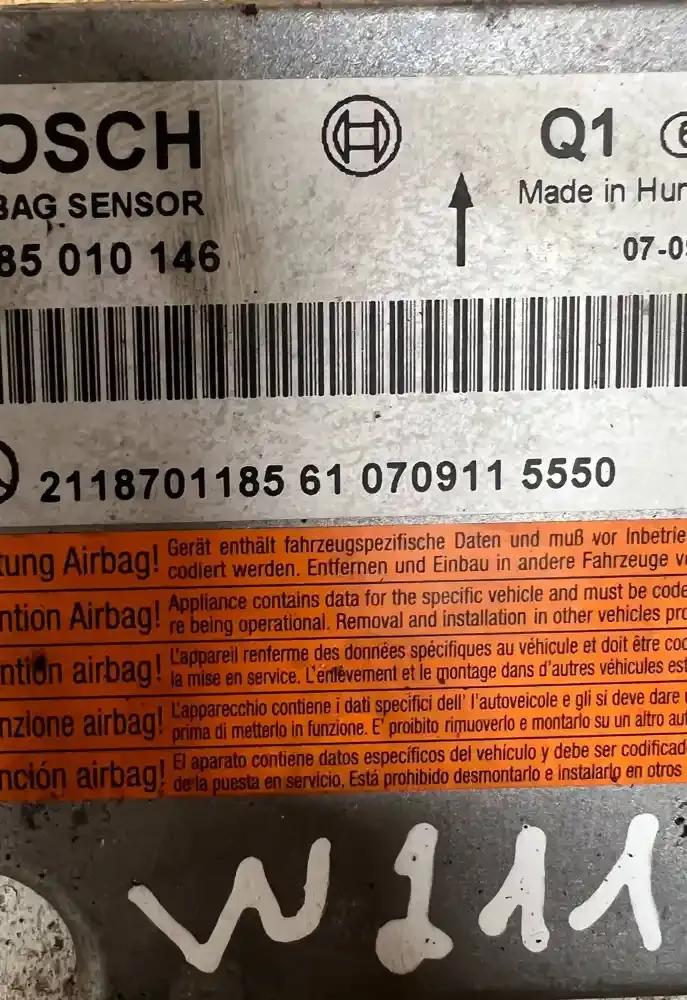 OSCH
Q1
BAG SENSOR
Made in Hun
85 010 146
07-09
2118701185 61 070911 5550
tung Airbag! Gerät enthält fahrzeugspezifische Daten und muß vor Inbetrie
codiert werden. Entfernen und Einbau in andere Fahrzeuge v
ntion Airbag! Appliance contains data for the specific vehicle and must be code
re being operational. Removal and installation in other vehicles pro
ntion airbag! L'appareil renferme des données spécifiques au véhicule et doit être cod
la mise en service. L'enlèvement et le montage dans d'autres véhicules est
nzione airbag! L'apparecchio contiene i dati specifici dell' l'autoveicole e gli si deve dare
prima di metterlo in funzione. E' proibito rimuoverlo e montarlo su un altro aut
nción airbag! El aparato contiene datos específicos del vehículo y debe ser codificad
de la puesta en servicio. Está prohibido desmontarlo e instalarlo en otros
W111